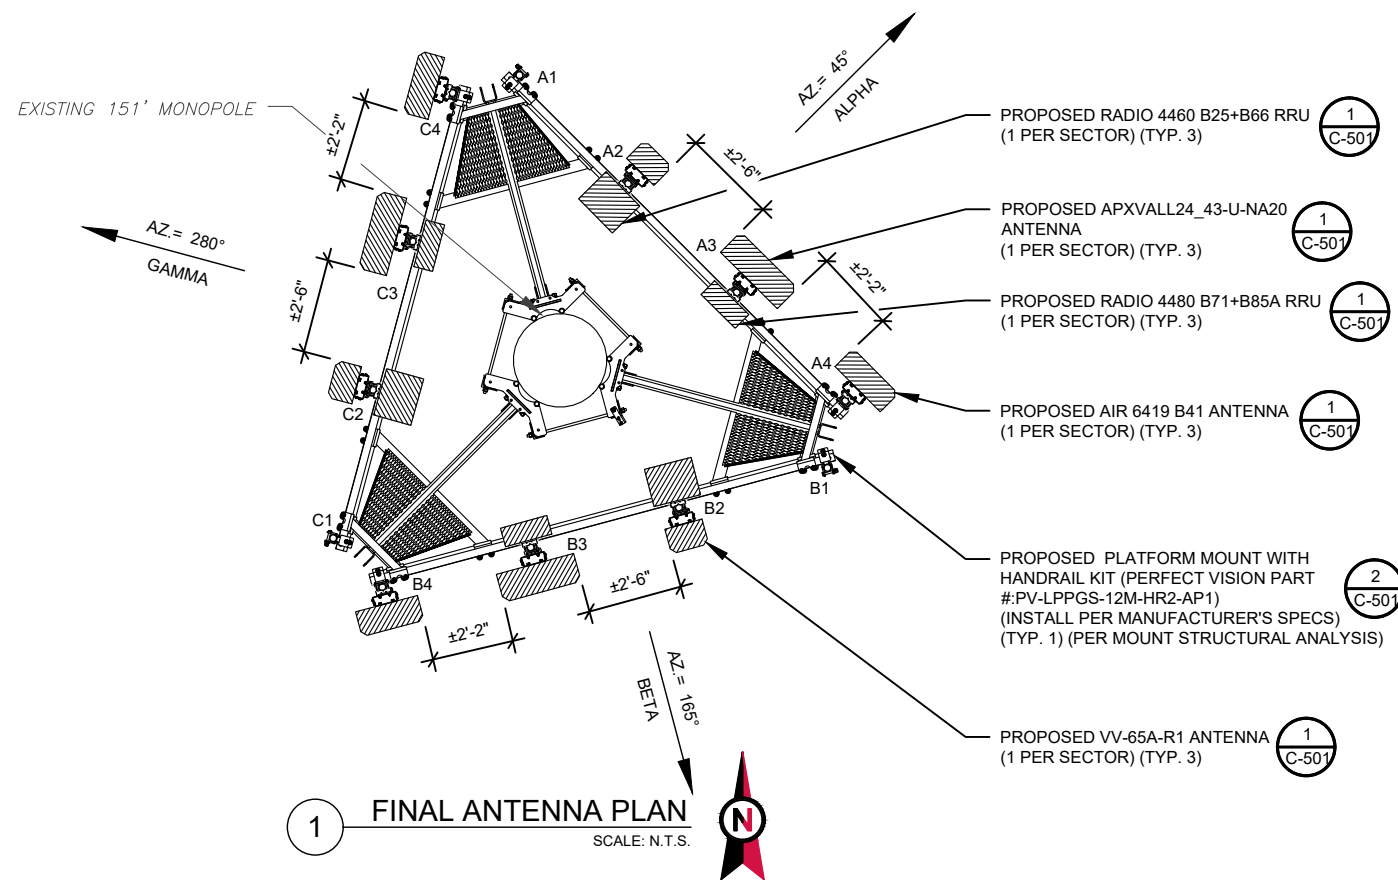 EXISTING 151' MONOPOLE
A1
C4
±2'-2"
A2
AZ.= 45°
ALPHA
±2'-6"
A3
±2'-2"
A4
AZ.= 280°
GAMMA
C3
±2'-6"
C2
C1
B1
B2
B3
B4
±2'-6"
±2'-2"
AZ.= 165°
BETA
PROPOSED RADIO 4460 B25+B66 RRU
(1 PER SECTOR) (TYP. 3)
1
C-501
PROPOSED APXVALL24_43-U-NA20
ANTENNA
(1 PER SECTOR) (TYP. 3)
1
C-501
PROPOSED RADIO 4480 B71+B85A RRU
(1 PER SECTOR) (TYP. 3)
1
C-501
PROPOSED AIR 6419 B41 ANTENNA
(1 PER SECTOR) (TYP. 3)
1
C-501
PROPOSED PLATFORM MOUNT WITH
HANDRAIL KIT (PERFECT VISION PART
#:PV-LPPGS-12M-HR2-AP1)
(INSTALL PER MANUFACTURER'S SPECS)
(TYP. 1) (PER MOUNT STRUCTURAL ANALYSIS)
2
C-501
PROPOSED VV-65A-R1 ANTENNA
(1 PER SECTOR) (TYP. 3)
1
C-501
1
FINAL ANTENNA PLAN
SCALE: N.T.S.
N